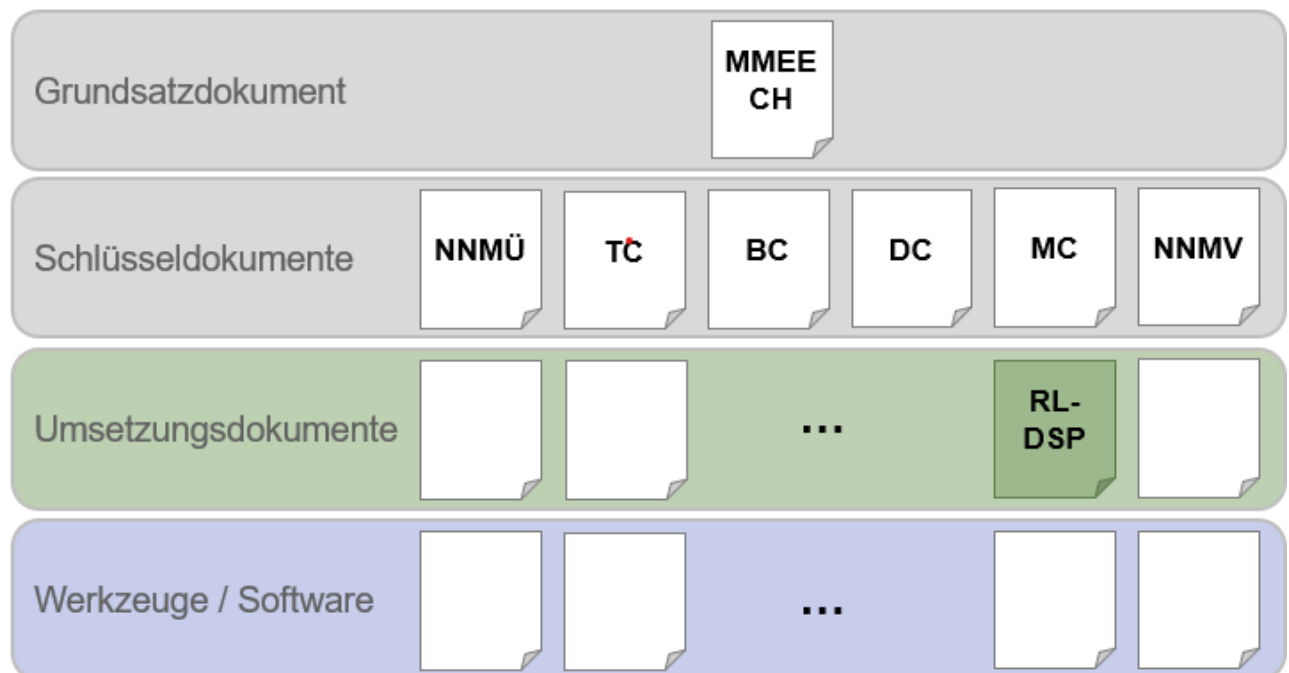 Grundsatzdokument
MMEE
CH
Schlüsseldokumente
NNMÜ
TC
BC
DC
MC
NNMV
Umsetzungsdokumente
...
RL-
DSP
Werkzeuge / Software
...